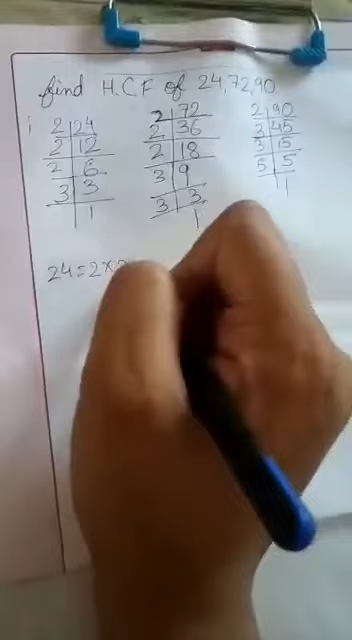 find H.C.F of 24,72,90
2 24 2 72 2 90
2 12 2 36 3 45
2 6 2 18 3 15
3 3 3 9 5 5
1 3 3 1
1
24=2×2